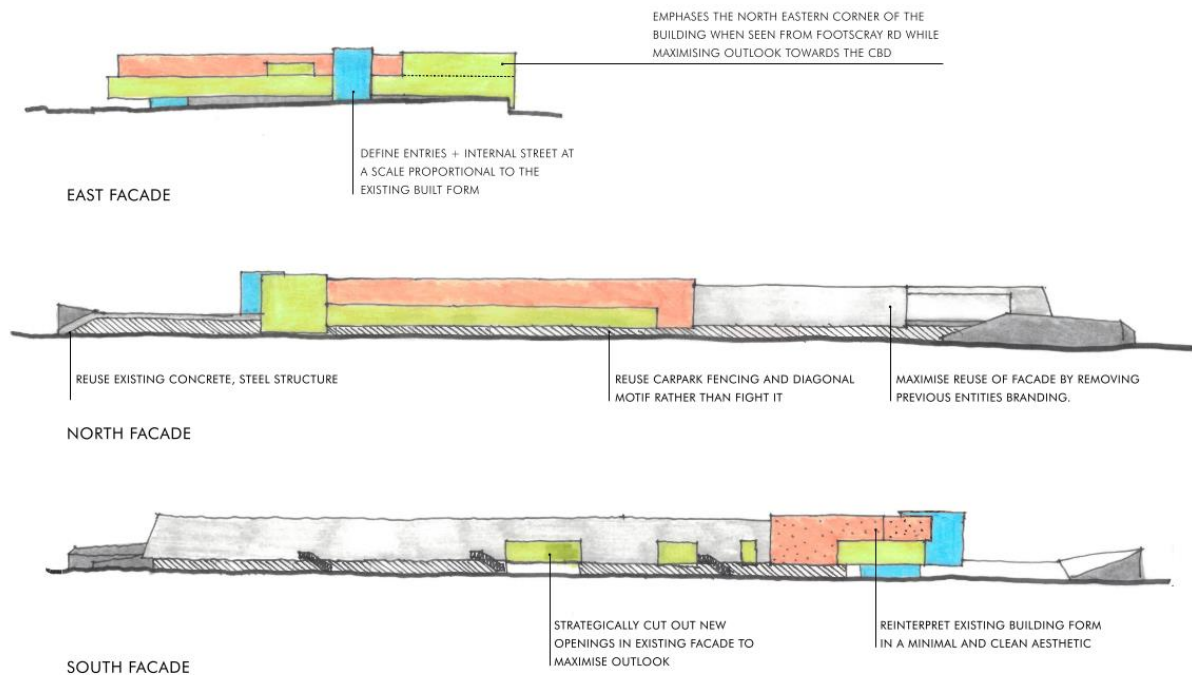 EMPHASES THE NORTH EASTERN CORNER OF THE
BUILDING WHEN SEEN FROM FOOTSCRAY RD WHILE
MAXIMISING OUTLOOK TOWARDS THE CBD
DEFINE ENTRIES + INTERNAL STREET AT
A SCALE PROPORTIONAL TO THE
EXISTING BUILT FORM
EAST FACADE
REUSE EXISTING CONCRETE, STEEL STRUCTURE
REUSE CARPARK FENCING AND DIAGONAL
MOTIF RATHER THAN FIGHT IT
MAXIMISE REUSE OF FACADE BY REMOVING
PREVIOUS ENTITIES BRANDING.
NORTH FACADE
STRATEGICALLY CUT OUT NEW
OPENINGS IN EXISTING FACADE TO
MAXIMISE OUTLOOK
REINTERPRET EXISTING BUILDING FORM
IN A MINIMAL AND CLEAN AESTHETIC
SOUTH FACADE